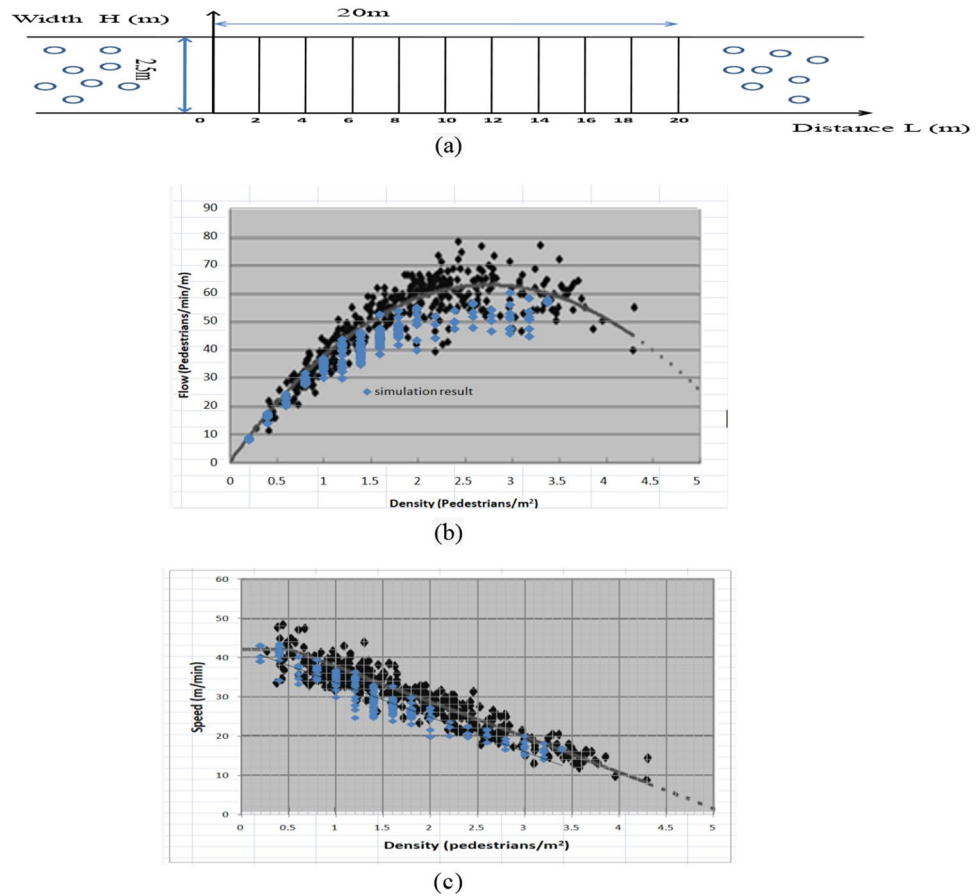 Width H (m)
20m
2.5m
0 2 4 6 8 10 12 14 16 18 20
Distance L (m)
(a)
90
80
70
60
50
40
30
20
10
0
Flow (Pedestrians/min/m)
simulation result
0 0.5 1 1.5 2 2.5 3 3.5 4 4.5 5
Density (Pedestrians/m²)
(b)
60
50
40
30
20
10
0
Speed (m/min)
0 0.5 1 1.5 2 2.5 3 3.5 4 4.5 5
Density (pedestrians/m²)
(c)